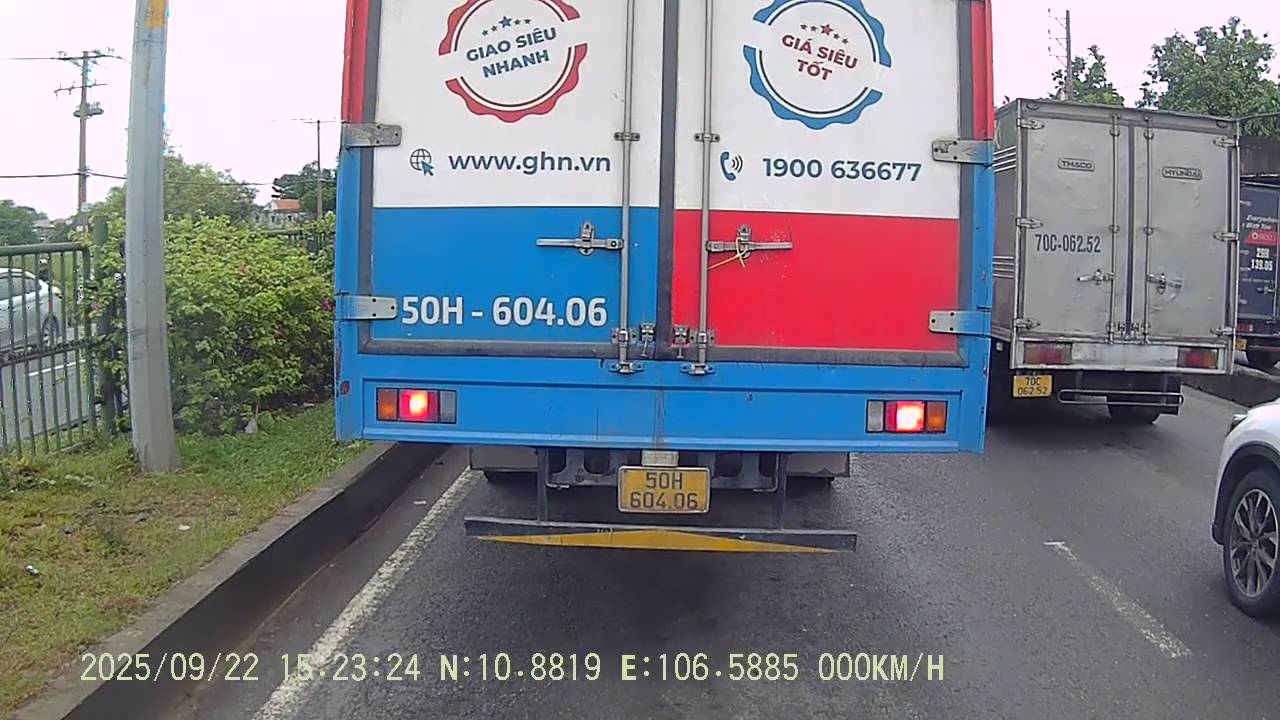 GIAO SIÊU
NHANH
GIÁ SIÊU
TỐT
www.ghn.vn
1900 636677
50H - 604.06
50H
604.06
THACO
HYUNDAI
70C-062.52
70C
062.52
2025/09/22 15:23:24 N:10.8819 E:106.5885 000KM/H